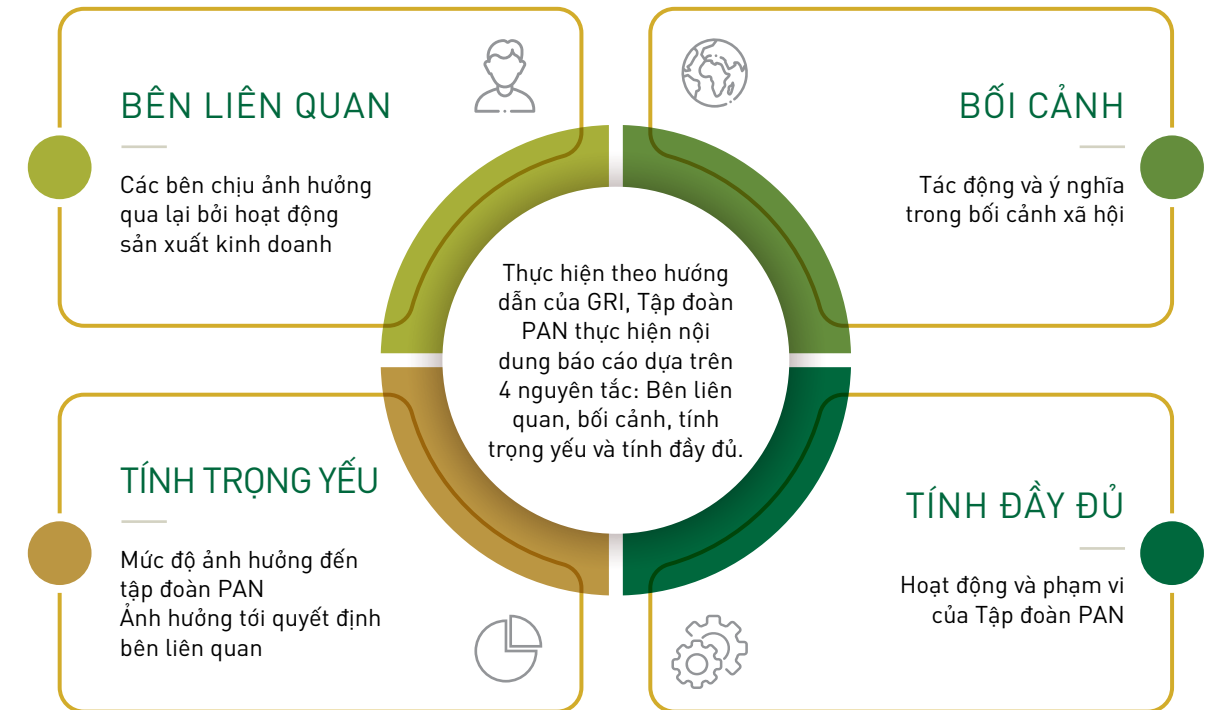 BÊN LIÊN QUAN
Các bên chịu ảnh hưởng
qua lại bởi hoạt động
sản xuất kinh doanh
BỐI CẢNH
Tác động và ý nghĩa
trong bối cảnh xã hội
Thực hiện theo hướng
dẫn của GRI, Tập đoàn
PAN thực hiện nội
dung báo cáo dựa trên
4 nguyên tắc: Bên liên
quan, bối cảnh, tính
trọng yếu và tính đầy đủ.
TÍNH TRỌNG YẾU
Mức độ ảnh hưởng đến
tập đoàn PAN
Ảnh hưởng tới quyết định
bên liên quan
TÍNH ĐẦY ĐỦ
Hoạt động và phạm vi
của Tập đoàn PAN